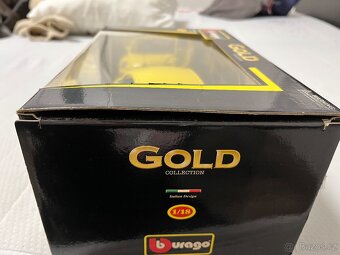 GOLD
GOLD
COLLECTION
Italian Design
1/18
burago